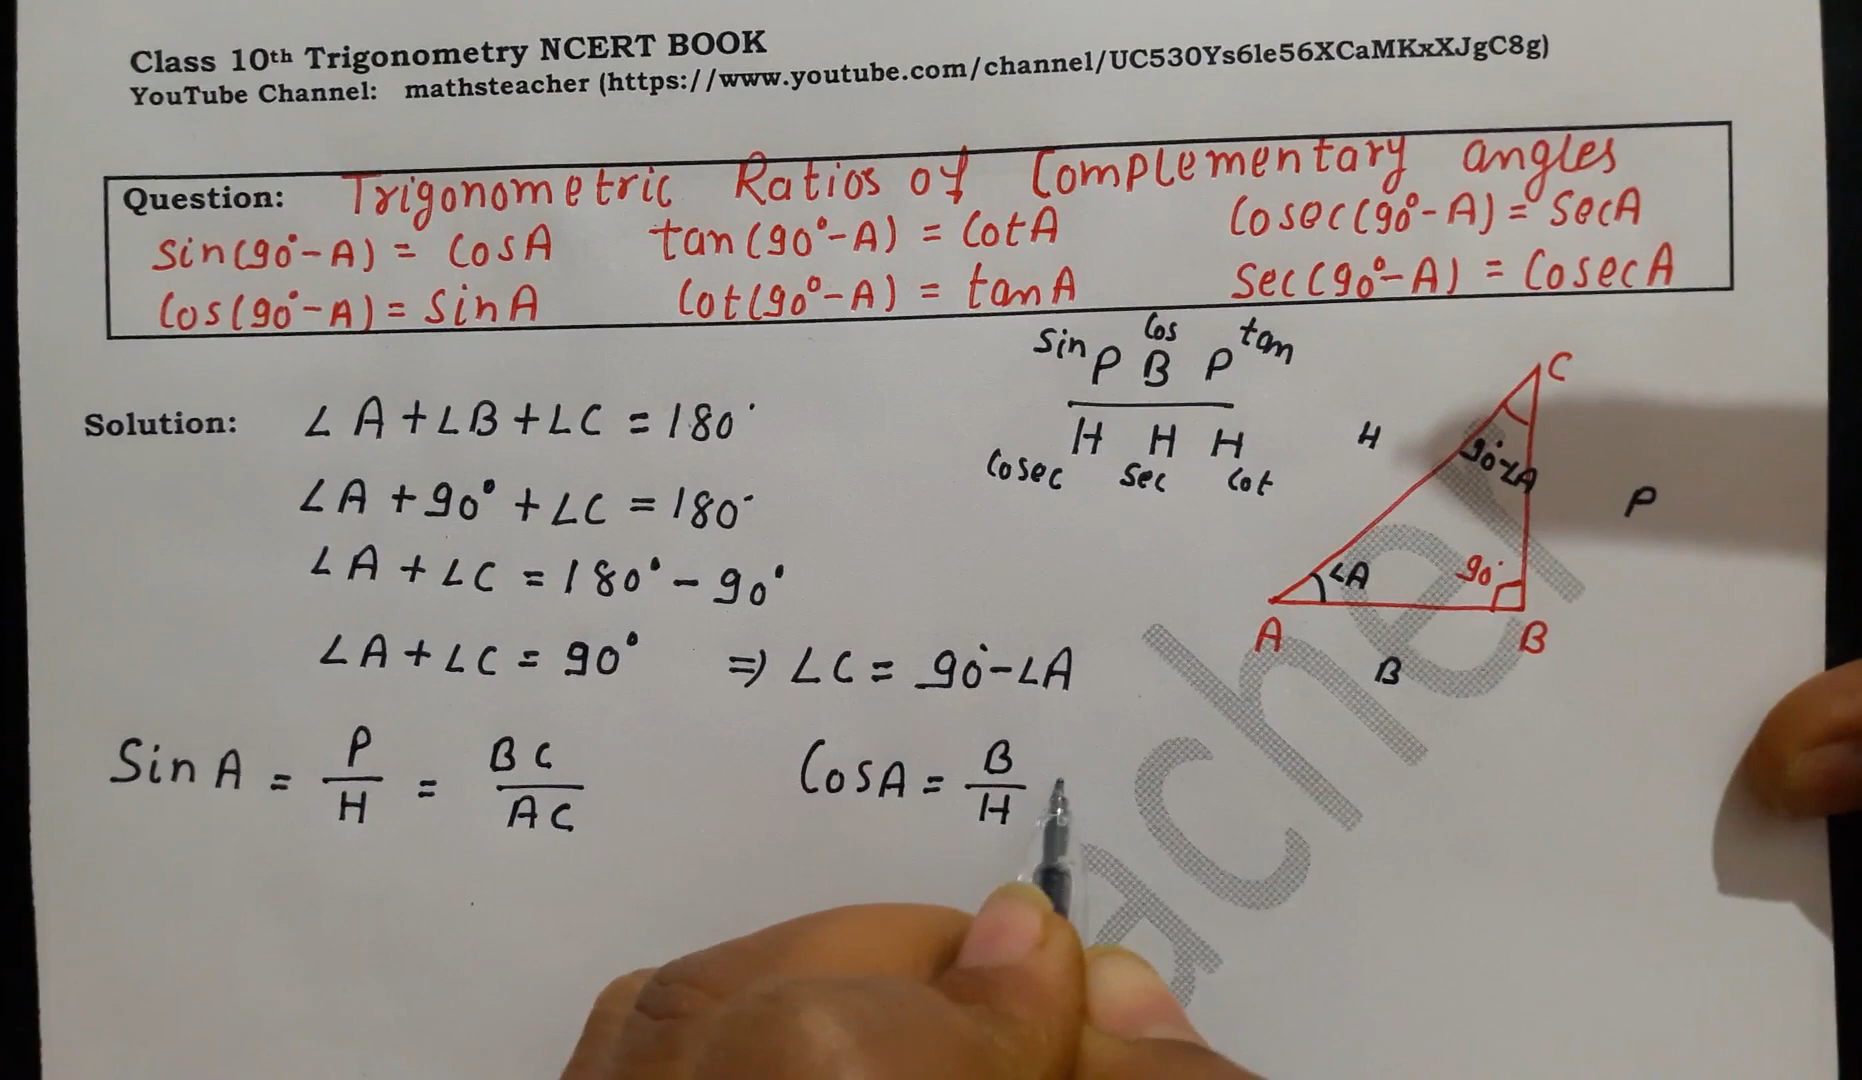 Class 10th Trigonometry NCERT BOOK
YouTube Channel: mathsteacher (https://www.youtube.com/channel/UC530Ys6le56XCaMKxXJgC8g)
Question: Trigonometric Ratios of Complementary angles
sin(90°-A) = CosA tan(90°-A) = CotA Cosec(90°-A) = SecA
Cos(90°-A) = SinA Cot(90°-A) = tanA Sec(90°-A) = CosecA
sin Cos tan
P B P
H H H
Cosec Sec Cot
C
H
90°-∠A
P
∠A
90°
A
B
B
Solution: ∠A+∠B+∠C = 180°
∠A + 90° + ∠C = 180°
∠A + ∠C = 180° - 90°
∠A + ∠C = 90° ⇒ ∠C = 90°-∠A
Sin A = P/H = BC/AC CosA = B/H
acher